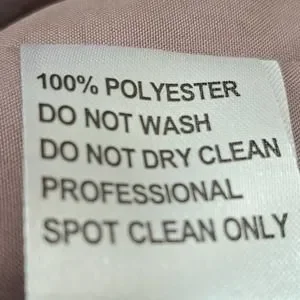 100% POLYESTER
DO NOT WASH
DO NOT DRY CLEAN
PROFESSIONAL
SPOT CLEAN ONLY